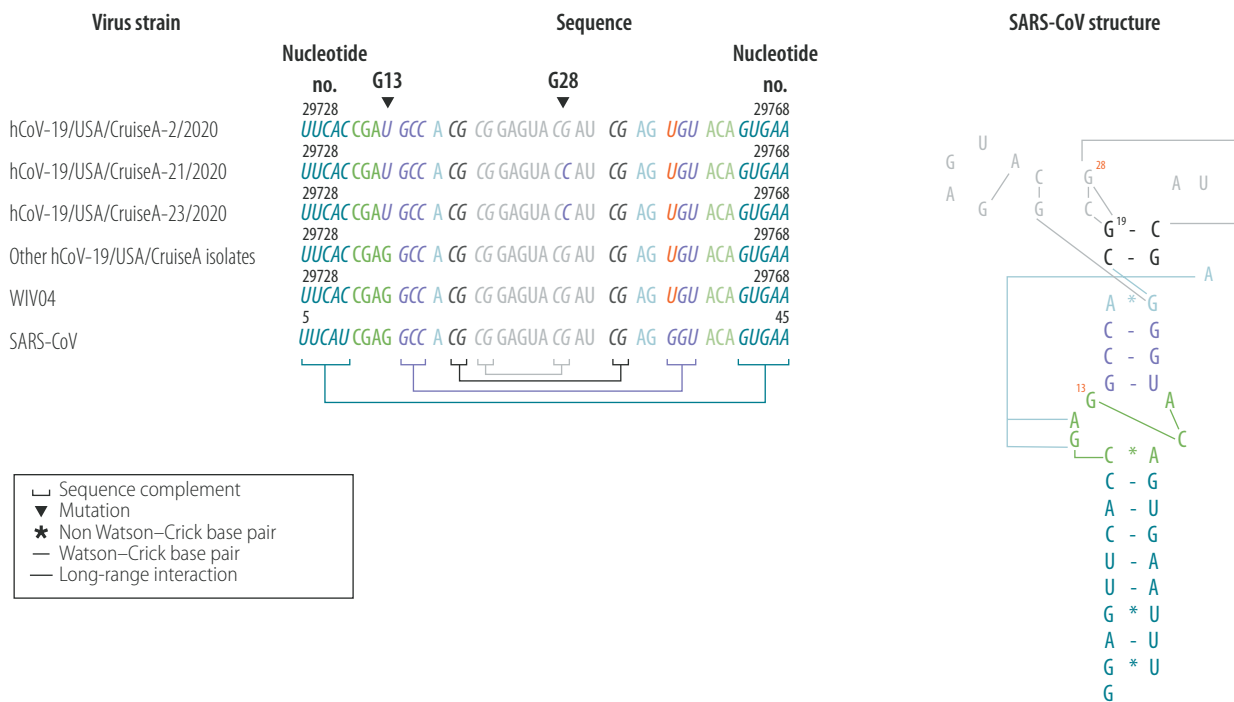 Virus strain
Sequence
SARS-CoV structure
Nucleotide no.
G13
G28
Nucleotide no.
29728
29768
hCoV-19/USA/CruiseA-2/2020
UUCAC CGAU GCC A CG CG GAGUA CG AU CG AG UGU ACA GUGAA
29728
29768
hCoV-19/USA/CruiseA-21/2020
UUCAC CGAU GCC A CG CG GAGUA CC AU CG AG UGU ACA GUGAA
29728
29768
hCoV-19/USA/CruiseA-23/2020
UUCAC CGAU GCC A CG CG GAGUA CC AU CG AG UGU ACA GUGAA
29728
29768
Other hCoV-19/USA/CruiseA isolates
UUCAC CGAG GCC A CG CG GAGUA CG AU CG AG UGU ACA GUGAA
29728
29768
WIV04
UUCAC CGAG GCC A CG CG GAGUA CG AU CG AG UGU ACA GUGAA
5
45
SARS-CoV
UUCAU CGAG GCC A CG CG GAGUA CG AU CG AG GGU ACA GUGAA
Sequence complement
Mutation
* Non Watson–Crick base pair
Watson–Crick base pair
Long-range interaction
U
G A C G 28
A G G C A U
G 19 - C
C - G
A
A * G
C - G
C - G
G - U
13 G A
A
G C
C * A
C - G
A - U
C - G
U - A
U - A
G * U
A - U
G * U
G